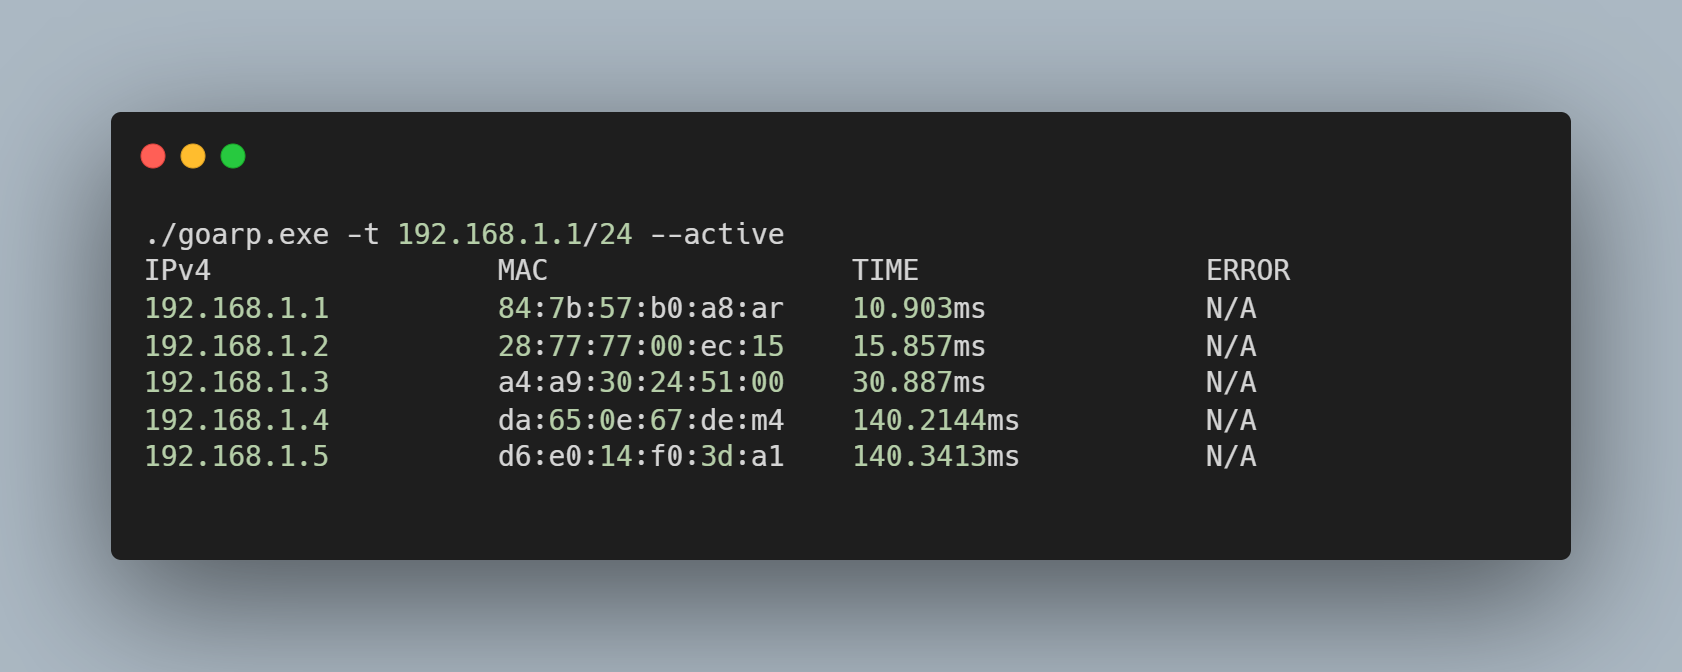 ./goarp.exe -t 192.168.1.1/24 --active
IPv4 MAC TIME ERROR
192.168.1.1 84:7b:57:b0:a8:ar 10.903ms N/A
192.168.1.2 28:77:77:00:ec:15 15.857ms N/A
192.168.1.3 a4:a9:30:24:51:00 30.887ms N/A
192.168.1.4 da:65:0e:67:de:m4 140.2144ms N/A
192.168.1.5 d6:e0:14:f0:3d:a1 140.3413ms N/A